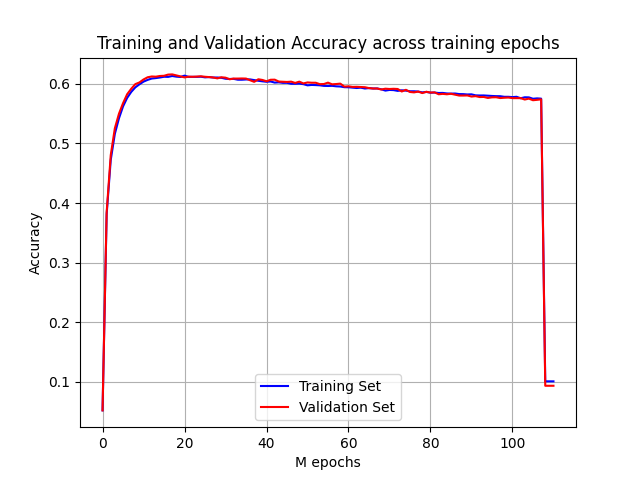 Training and Validation Accuracy across training epochs
Accuracy
0.6
0.5
0.4
0.3
0.2
0.1
Training Set
Validation Set
0 20 40 60 80 100
M epochs